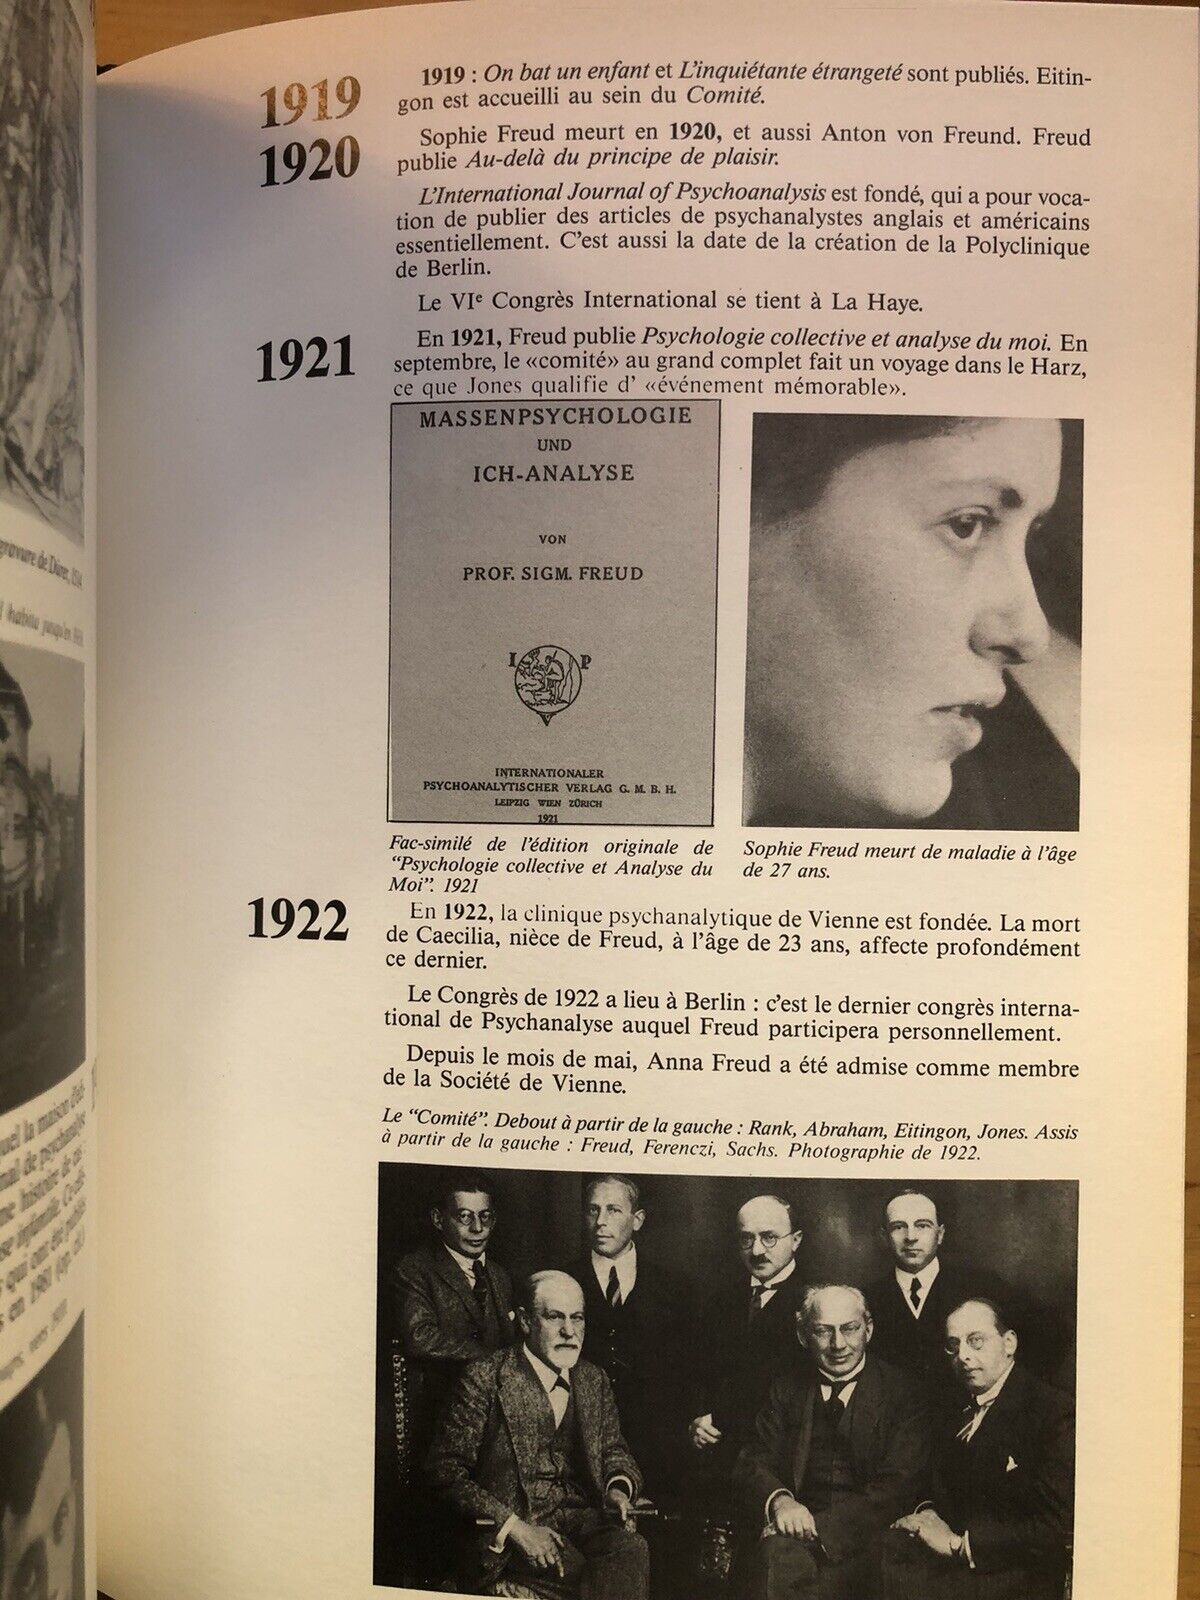 gravure de Dürer, 1514
habita jusqu'en 1938
1919
1919 : On bat un enfant et L'inquiétante étrangeté sont publiés. Eitin-
gon est accueilli au sein du Comité.
1920
Sophie Freud meurt en 1920, et aussi Anton von Freund. Freud
publie Au-delà du principe de plaisir.
L'International Journal of Psychoanalysis est fondé, qui a pour voca-
tion de publier des articles de psychanalystes anglais et américains
essentiellement. C'est aussi la date de la création de la Polyclinique
de Berlin.
Le VIe Congrès International se tient à La Haye.
1921
En 1921, Freud publie Psychologie collective et analyse du moi. En
septembre, le «comité» au grand complet fait un voyage dans le Harz,
ce que Jones qualifie d' «événement mémorable».
MASSENPSYCHOLOGIE
UND
ICH-ANALYSE
VON
PROF. SIGM. FREUD
I P
V
INTERNATIONALER
PSYCHOANALYTISCHER VERLAG G. M. B. H.
LEIPZIG WIEN ZÜRICH
1921
Fac-similé de l'édition originale de
"Psychologie collective et Analyse du
Moi". 1921
Sophie Freud meurt de maladie à l'âge
de 27 ans.
1922
En 1922, la clinique psychanalytique de Vienne est fondée. La mort
de Caecilia, nièce de Freud, à l'âge de 23 ans, affecte profondément
ce dernier.
Le Congrès de 1922 a lieu à Berlin : c'est le dernier congrès interna-
tional de Psychanalyse auquel Freud participera personnellement.
Depuis le mois de mai, Anna Freud a été admise comme membre
de la Société de Vienne.
Le "Comité". Debout à partir de la gauche : Rank, Abraham, Eitingon, Jones. Assis
à partir de la gauche : Freud, Ferenczi, Sachs. Photographie de 1922.